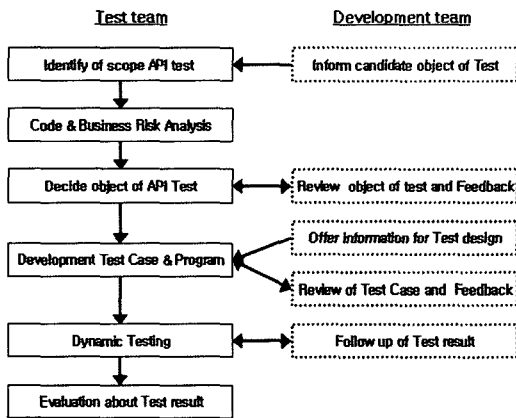 Test team
Development team
Identify of scope API test
Inform candidate object of Test
Code & Business Risk Analysis
Decide object of API Test
Review object of test and Feedback
Offer information for Test design
Development Test Case & Program
Review of Test Case and Feedback
Dynamic Testing
Follow up of Test result
Evaluation about Test result